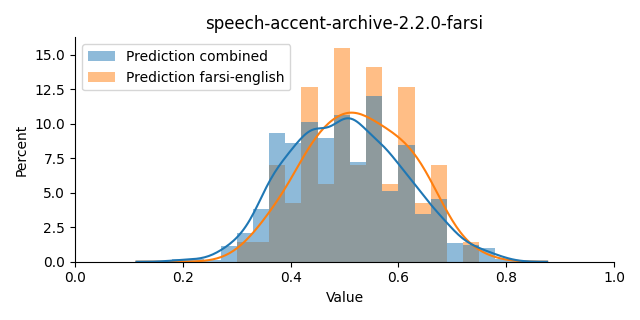 speech-accent-archive-2.2.0-farsi
Prediction combined
Prediction farsi-english
Percent
15.0
12.5
10.0
7.5
5.0
2.5
0.0
0.0 0.2 0.4 0.6 0.8 1.0
Value